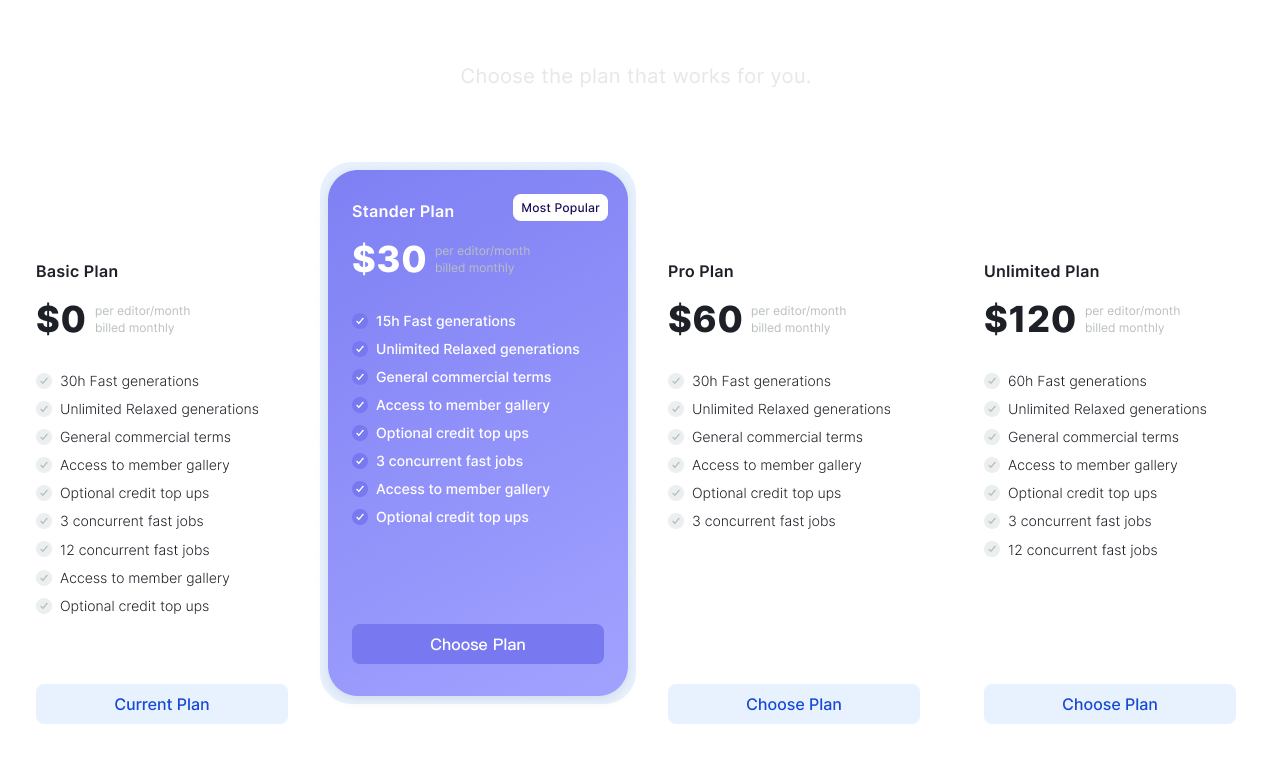 Choose the plan that works for you.
Basic Plan
$0
per editor/month
billed monthly
30h Fast generations
Unlimited Relaxed generations
General commercial terms
Access to member gallery
Optional credit top ups
3 concurrent fast jobs
12 concurrent fast jobs
Access to member gallery
Optional credit top ups
Current Plan
Stander Plan
Most Popular
$30
per editor/month
billed monthly
15h Fast generations
Unlimited Relaxed generations
General commercial terms
Access to member gallery
Optional credit top ups
3 concurrent fast jobs
Access to member gallery
Optional credit top ups
Choose Plan
Pro Plan
$60
per editor/month
billed monthly
30h Fast generations
Unlimited Relaxed generations
General commercial terms
Access to member gallery
Optional credit top ups
3 concurrent fast jobs
Choose Plan
Unlimited Plan
$120
per editor/month
billed monthly
60h Fast generations
Unlimited Relaxed generations
General commercial terms
Access to member gallery
Optional credit top ups
3 concurrent fast jobs
12 concurrent fast jobs
Choose Plan